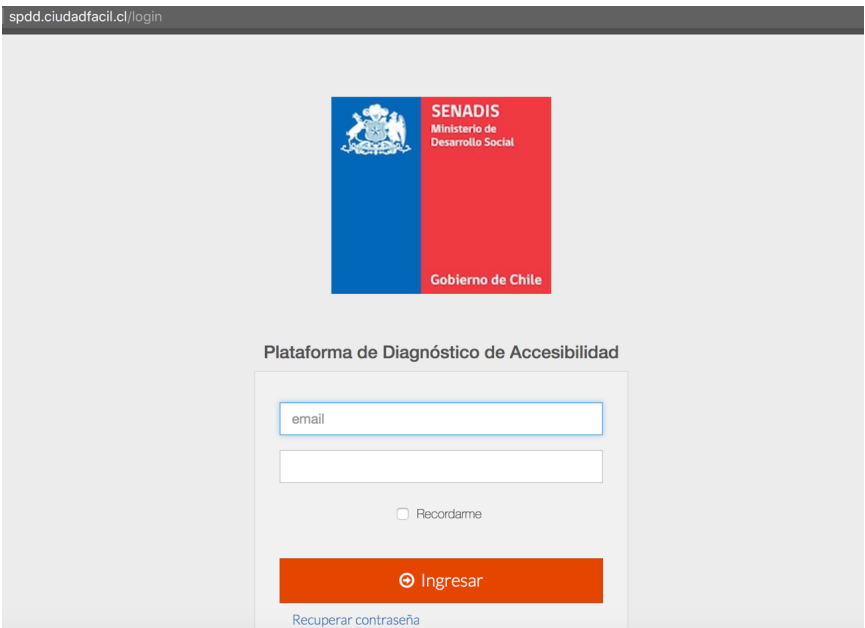 spdd.ciudadfacil.cl/login
SENADIS
Ministerio de
Desarrollo Social
Gobierno de Chile
Plataforma de Diagnóstico de Accesibilidad
email
Recordarme
Ingresar
Recuperar contraseña